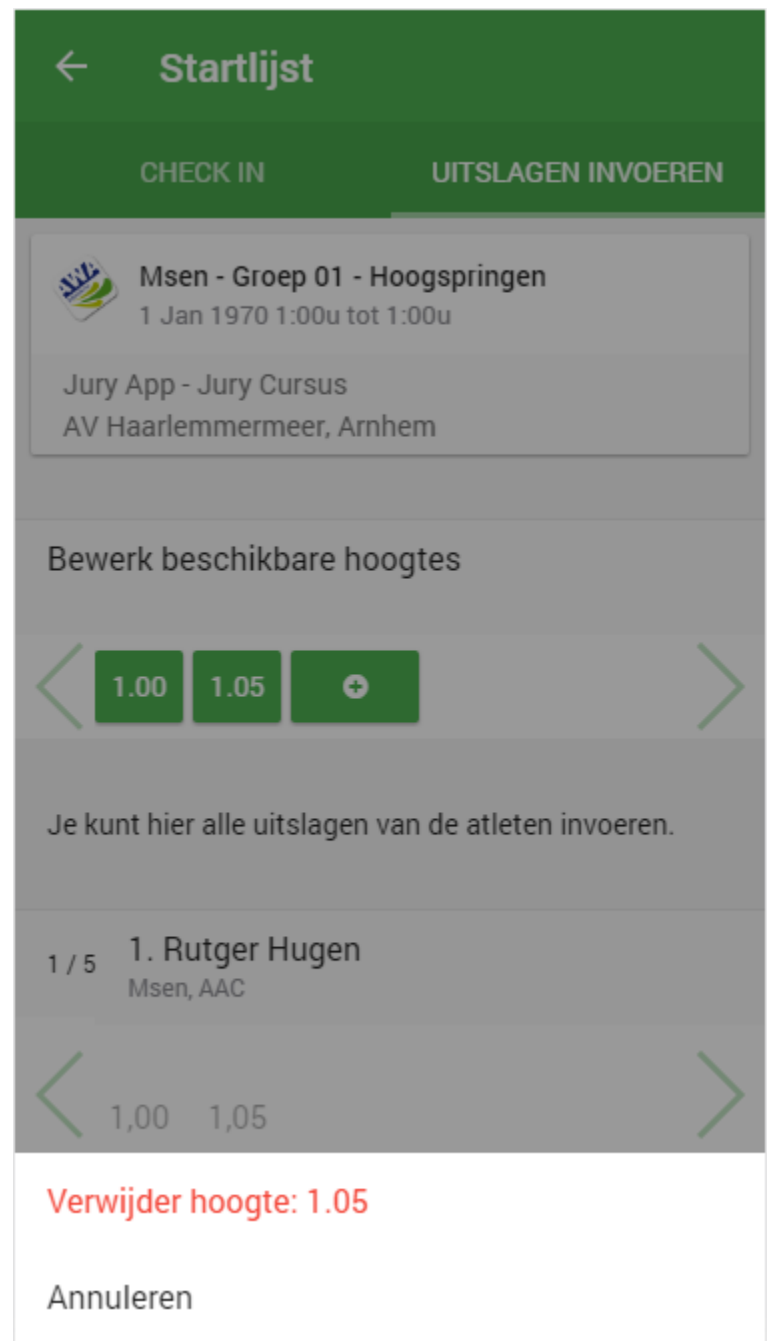 Startlijst
CHECK IN
UITSLAGEN INVOEREN
Msen - Groep 01 - Hoogspringen
1 Jan 1970 1:00u tot 1:00u
Jury App - Jury Cursus
AV Haarlemmermeer, Arnhem
Bewerk beschikbare hoogtes
1.00 1.05
Je kunt hier alle uitslagen van de atleten invoeren.
1 / 5
1. Rutger Hugen
Msen, AAC
1,00 1,05
Verwijder hoogte: 1.05
Annuleren